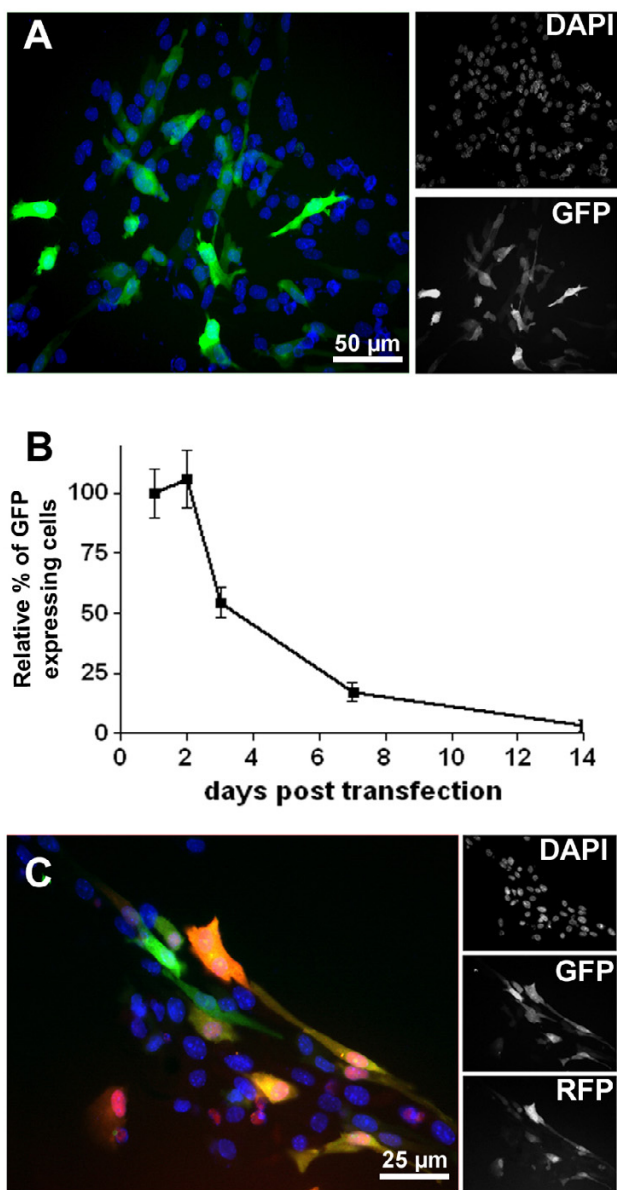 A
DAPI
GFP
50 µm
B
Relative % of GFP
expressing cells
100
75
50
25
0
0 2 4 6 8 10 12 14
days post transfection
C
DAPI
GFP
RFP
25 µm